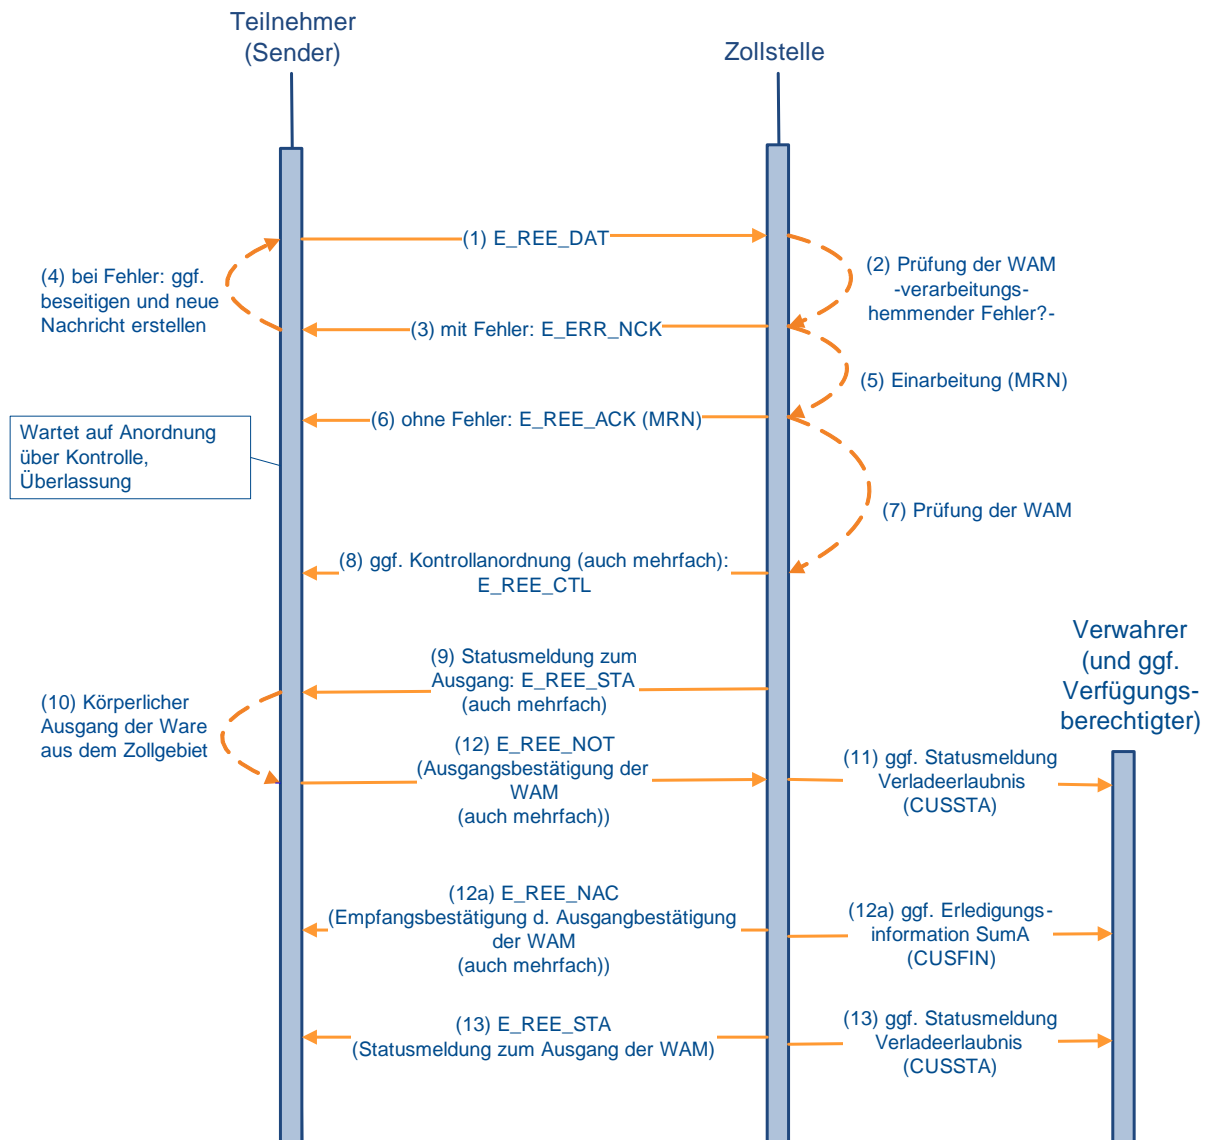 Teilnehmer
(Sender)
Zollstelle
(1) E_REE_DAT
(2) Prüfung der WAM
-verarbeitungs-
hemmender Fehler?-
(4) bei Fehler: ggf.
beseitigen und neue
Nachricht erstellen
(3) mit Fehler: E_ERR_NCK
(5) Einarbeitung (MRN)
(6) ohne Fehler: E_REE_ACK (MRN)
Wartet auf Anordnung
über Kontrolle,
Überlassung
(7) Prüfung der WAM
(8) ggf. Kontrollanordnung (auch mehrfach):
E_REE_CTL
Verwahrer
(und ggf.
Verfügungs-
berechtigter)
(9) Statusmeldung zum
Ausgang: E_REE_STA
(auch mehrfach)
(10) Körperlicher
Ausgang der Ware
aus dem Zollgebiet
(12) E_REE_NOT
(Ausgangsbestätigung der
WAM
(auch mehrfach))
(11) ggf. Statusmeldung
Verladeerlaubnis
(CUSSTA)
(12a) E_REE_NAC
(Empfangsbestätigung d. Ausgangbestätigung
der WAM
(auch mehrfach))
(12a) ggf. Erledigungs-
information SumA
(CUSFIN)
(13) E_REE_STA
(Statusmeldung zum Ausgang der WAM)
(13) ggf. Statusmeldung
Verladeerlaubnis
(CUSSTA)